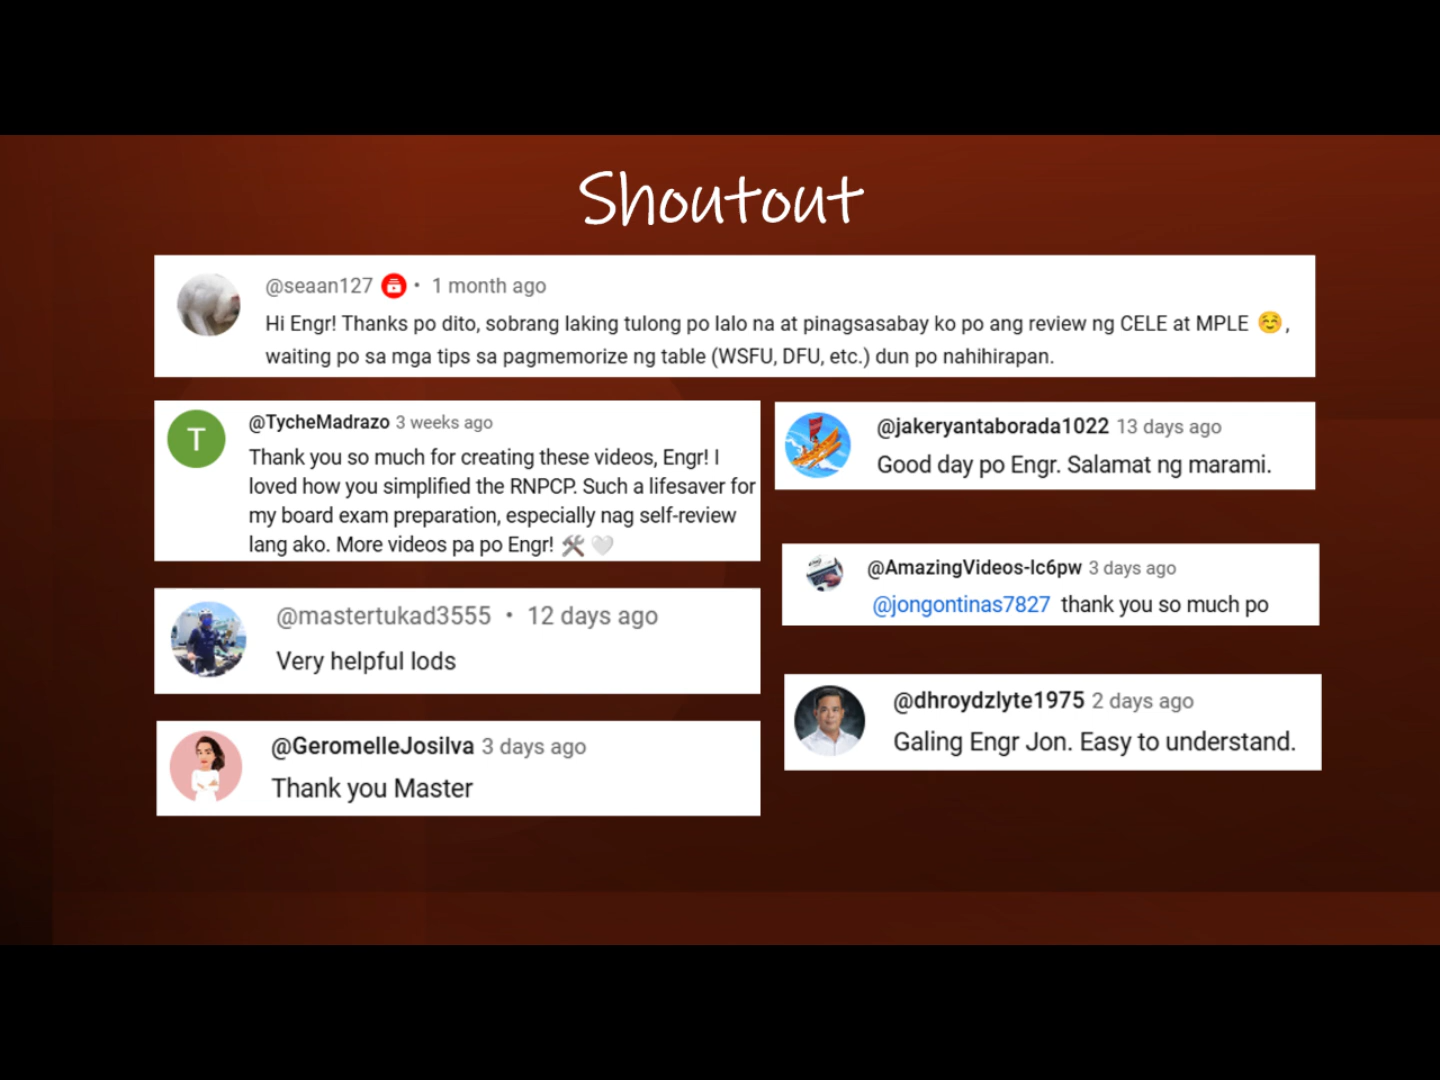 Shoutout
@seaan127 • 1 month ago
Hi Engr! Thanks po dito, sobrang laking tulong po lalo na at pinagsasabay ko po ang review ng CELE at MPLE ☺️,
waiting po sa mga tips sa pagmemorize ng table (WSFU, DFU, etc.) dun po nahihirapan.
T
@TycheMadrazo 3 weeks ago
Thank you so much for creating these videos, Engr! I
loved how you simplified the RNPCP. Such a lifesaver for
my board exam preparation, especially nag self-review
lang ako. More videos pa po Engr! 🛠️🤍
@jakeryantaborada1022 13 days ago
Good day po Engr. Salamat ng marami.
@AmazingVideos-lc6pw 3 days ago
@jongontinas7827 thank you so much po
@mastertukad3555 • 12 days ago
Very helpful lods
@dhroydzlyte1975 2 days ago
Galing Engr Jon. Easy to understand.
@GeromelleJosilva 3 days ago
Thank you Master